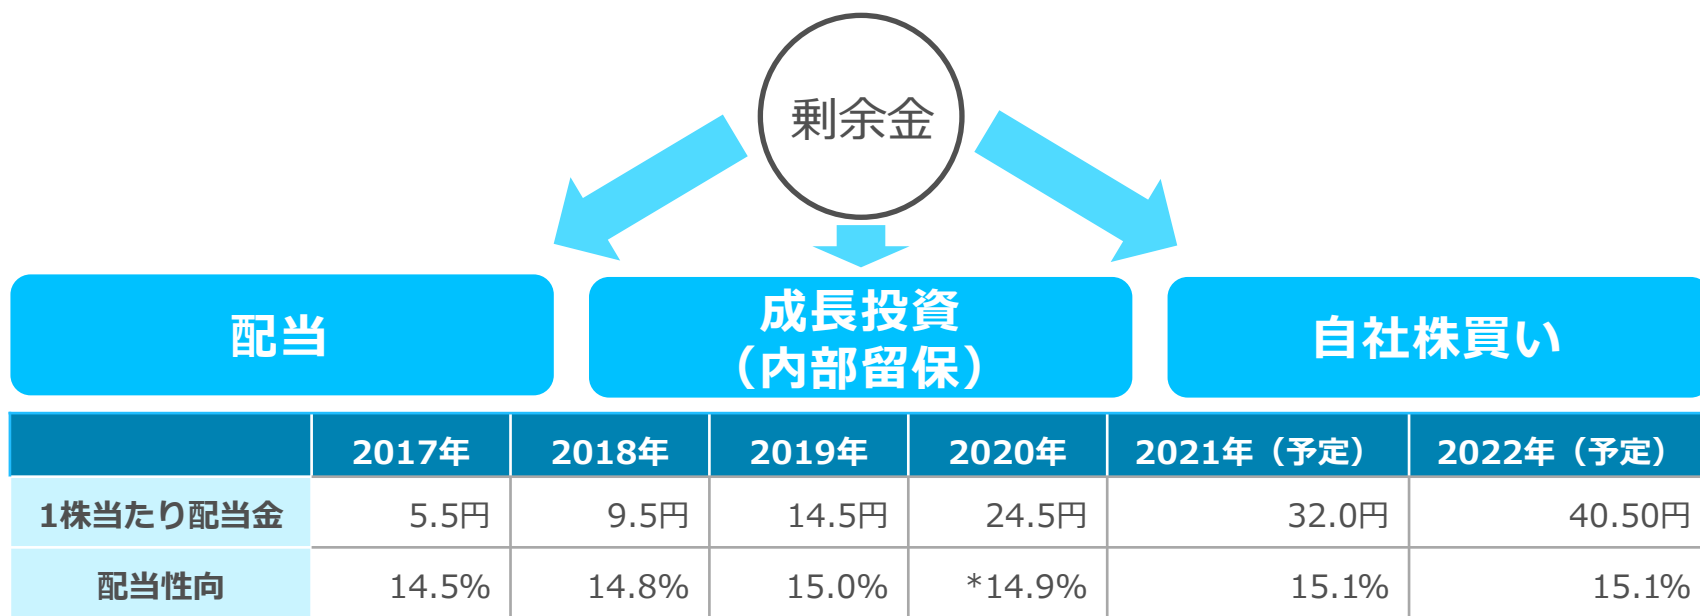 剰余金
配当
成長投資
（内部留保）
自社株買い
2017年 2018年 2019年 2020年 2021年（予定） 2022年（予定）
1株当たり配当金 5.5円 9.5円 14.5円 24.5円 32.0円 40.50円
配当性向 14.5% 14.8% 15.0% *14.9% 15.1% 15.1%